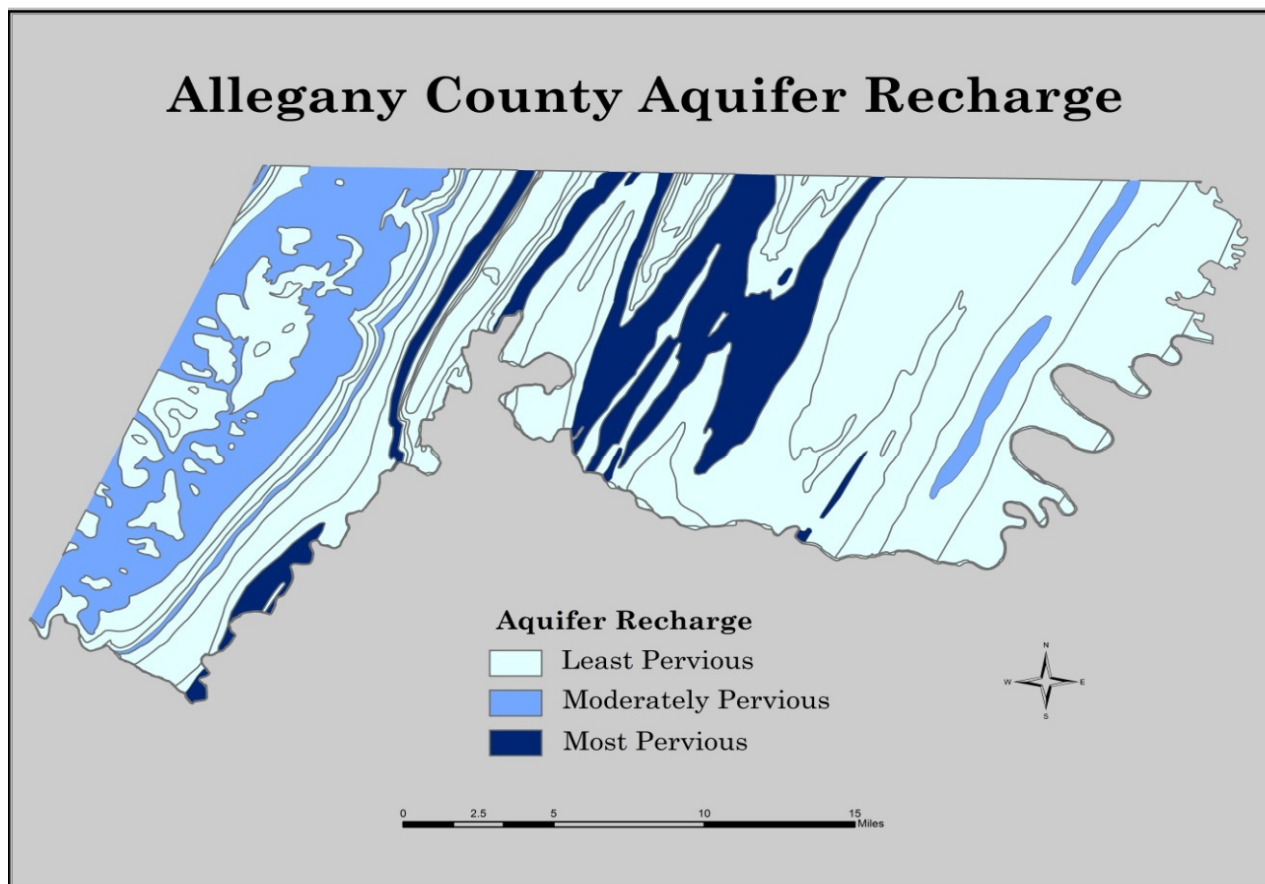 Allegany County Aquifer Recharge
Aquifer Recharge
Least Pervious
Moderately Pervious
Most Pervious
N
W E
S
0 2.5 5 10 15
Miles